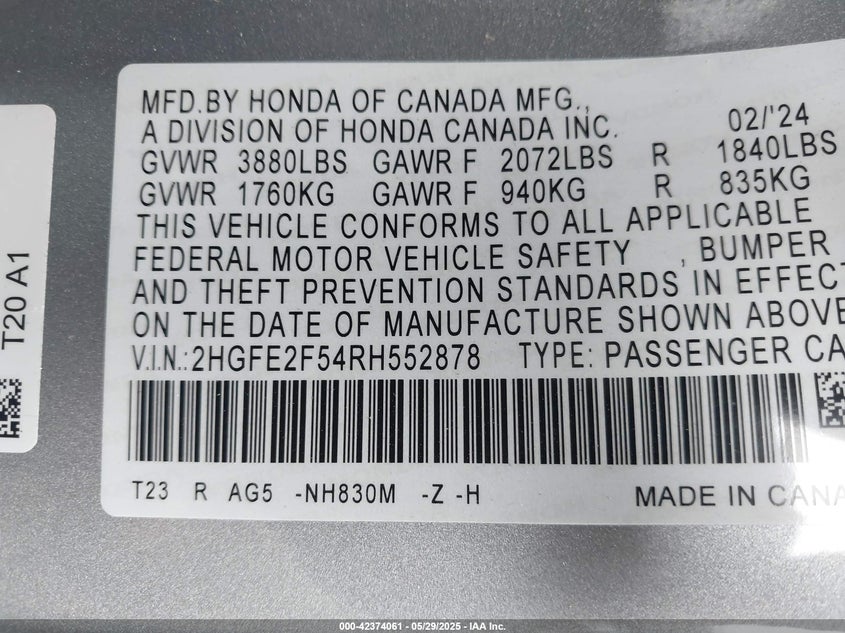 MFD.BY HONDA OF CANADA MFG.,
A DIVISION OF HONDA CANADA INC. 02/'24
GVWR 3880LBS GAWR F 2072LBS R 1840LBS
GVWR 1760KG GAWR F 940KG R 835KG
THIS VEHICLE CONFORMS TO ALL APPLICABLE
FEDERAL MOTOR VEHICLE SAFETY , BUMPER
AND THEFT PREVENTION STANDARDS IN EFFECT
ON THE DATE OF MANUFACTURE SHOWN ABOVE
V.I.N.:2HGFE2F54RH552878 TYPE: PASSENGER CA
T23 R AG5 -NH830M -Z -H MADE IN CANA
T20 A1
000-42374061 - 05/29/2025 - IAA Inc.